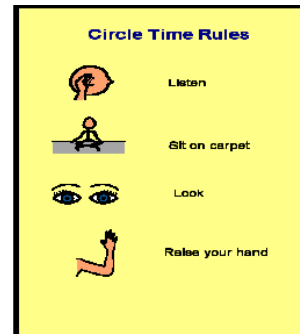 Circle Time Rules
Listen
Sit on carpet
Look
Raise your hand